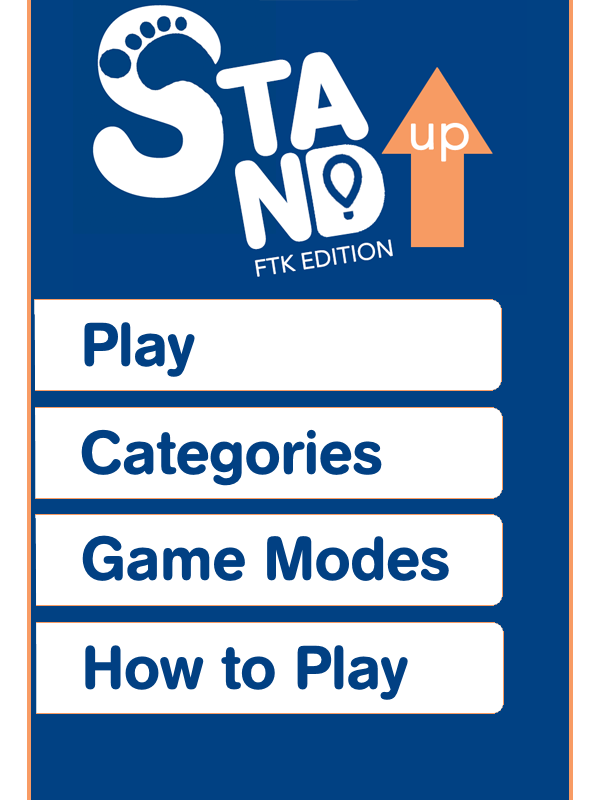 STAND
up
FTK EDITION
Play
Categories
Game Modes
How to Play